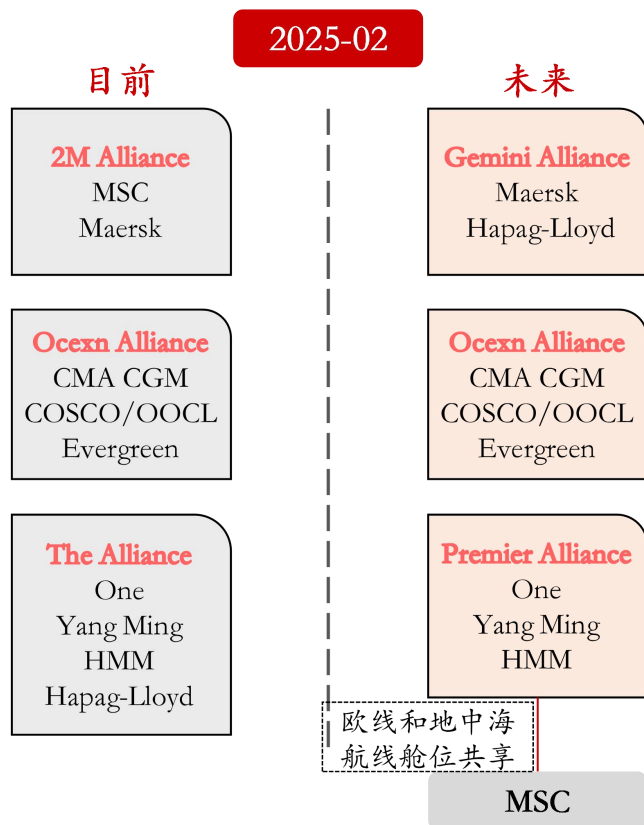 2025-02
目前
2M Alliance
MSC
Maersk
Ocexn Alliance
CMA CGM
COSCO/OOCL
Evergreen
The Alliance
One
Yang Ming
HMM
Hapag-Lloyd
未来
Gemini Alliance
Maersk
Hapag-Lloyd
Ocexn Alliance
CMA CGM
COSCO/OOCL
Evergreen
Premier Alliance
One
Yang Ming
HMM
欧线和地中海
航线舱位共享
MSC